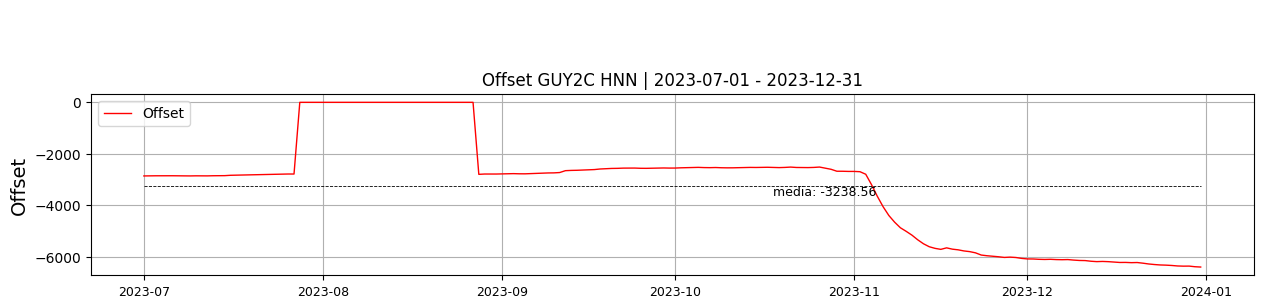 Offset GUY2C HNN | 2023-07-01 - 2023-12-31
Offset
0
−2000
−4000
−6000
Offset
media: -3238.56
2023-07
2023-08
2023-09
2023-10
2023-11
2023-12
2024-01